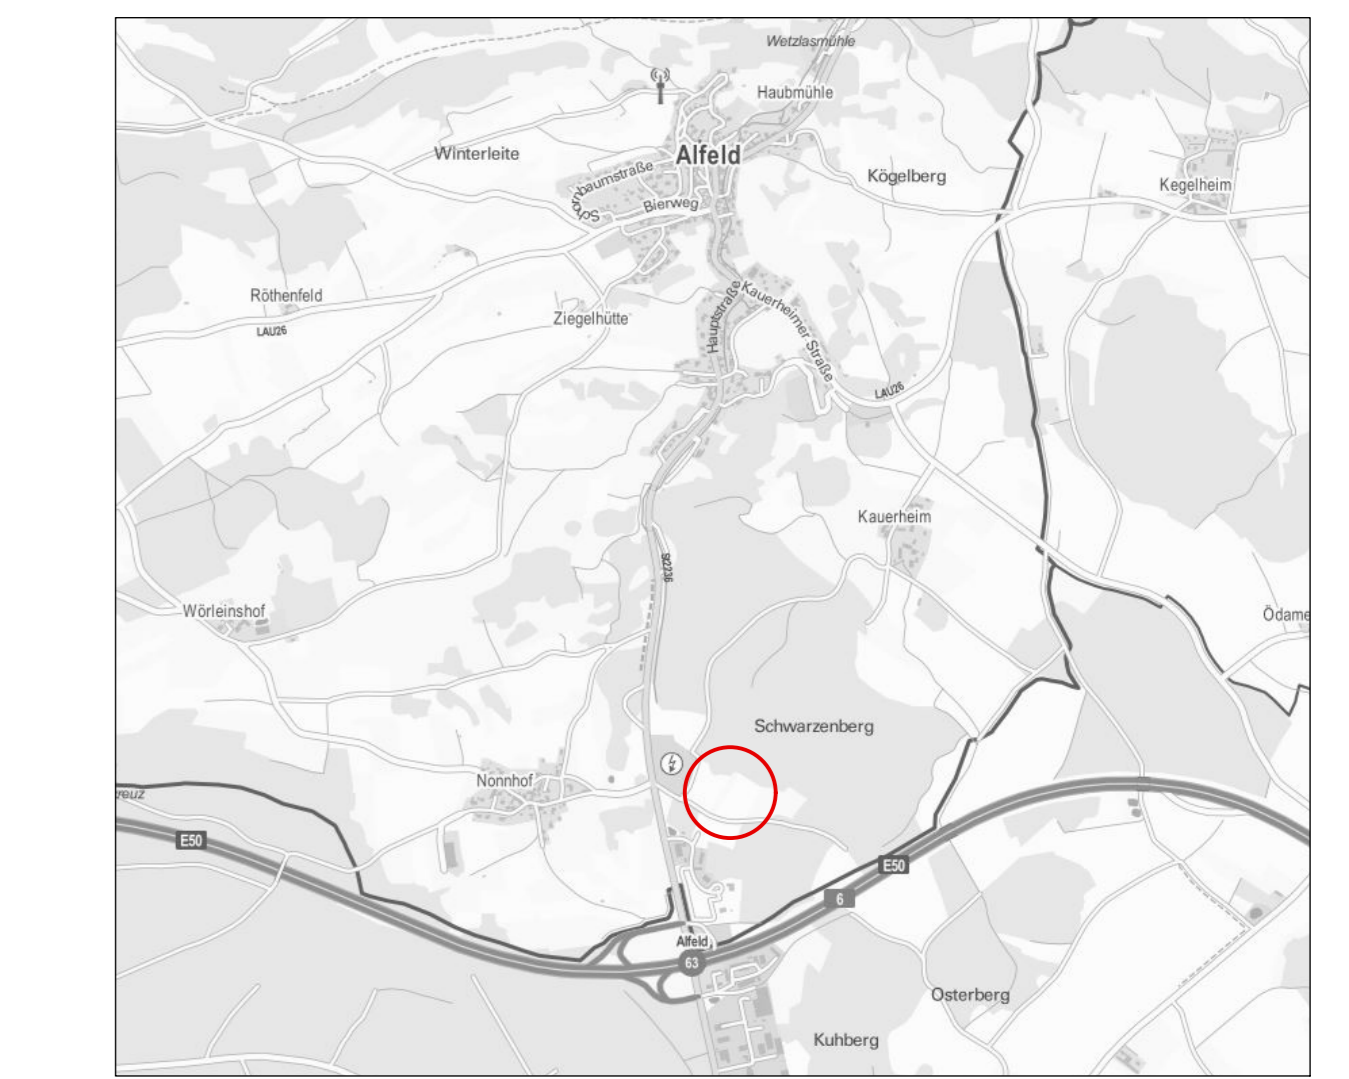 Wetzlasmühle
Haubmühle
Winterleite
Alfeld
Kögelberg
Kegelheim
Bierweg
Röthenfeld
LAU26
Ziegelhütte
Hauptstraße
Kauerheimer Straße
LAU26
Kauerheim
St2236
Wörleinshof
Ödame
Schwarzenberg
Nonnhof
reuz
E50
E50
6
Alfeld
63
Osterberg
Kuhberg